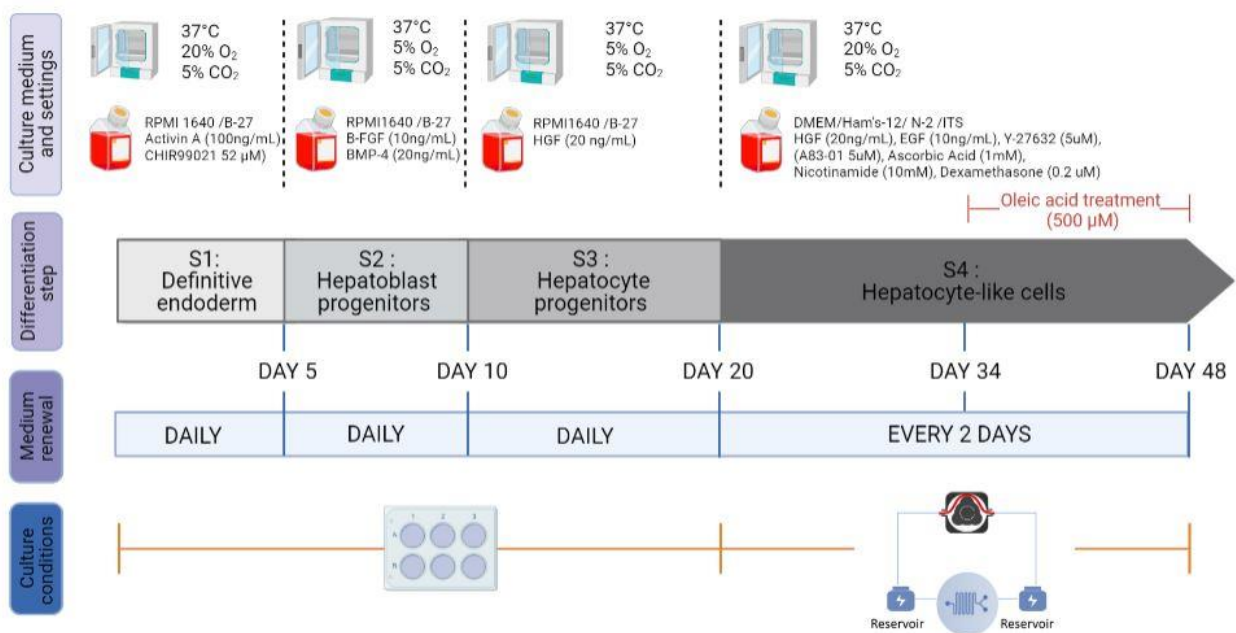 Culture medium
and settings
37°C
20% O₂
5% CO₂
37°C
5% O₂
5% CO₂
37°C
5% O₂
5% CO₂
37°C
20% O₂
5% CO₂
RPMI 1640 /B-27
Activin A (100ng/mL)
CHIR99021 52 µM)
RPMI1640 /B-27
B-FGF (10ng/mL)
BMP-4 (20ng/mL)
RPMI1640 /B-27
HGF (20 ng/mL)
DMEM/Ham's-12/ N-2 /ITS
HGF (20ng/mL), EGF (10ng/mL), Y-27632 (5uM),
(A83-01 5uM), Ascorbic Acid (1mM),
Nicotinamide (10mM), Dexamethasone (0.2 uM)
Oleic acid treatment
(500 µM)
Differentiation
step
S1:
Definitive
endoderm
S2 :
Hepatoblast
progenitors
S3 :
Hepatocyte
progenitors
S4 :
Hepatocyte-like cells
DAY 5
DAY 10
DAY 20
DAY 34
DAY 48
Medium
renewal
DAILY
DAILY
DAILY
EVERY 2 DAYS
Culture
conditions
1 2 3
A
Reservoir
Reservoir